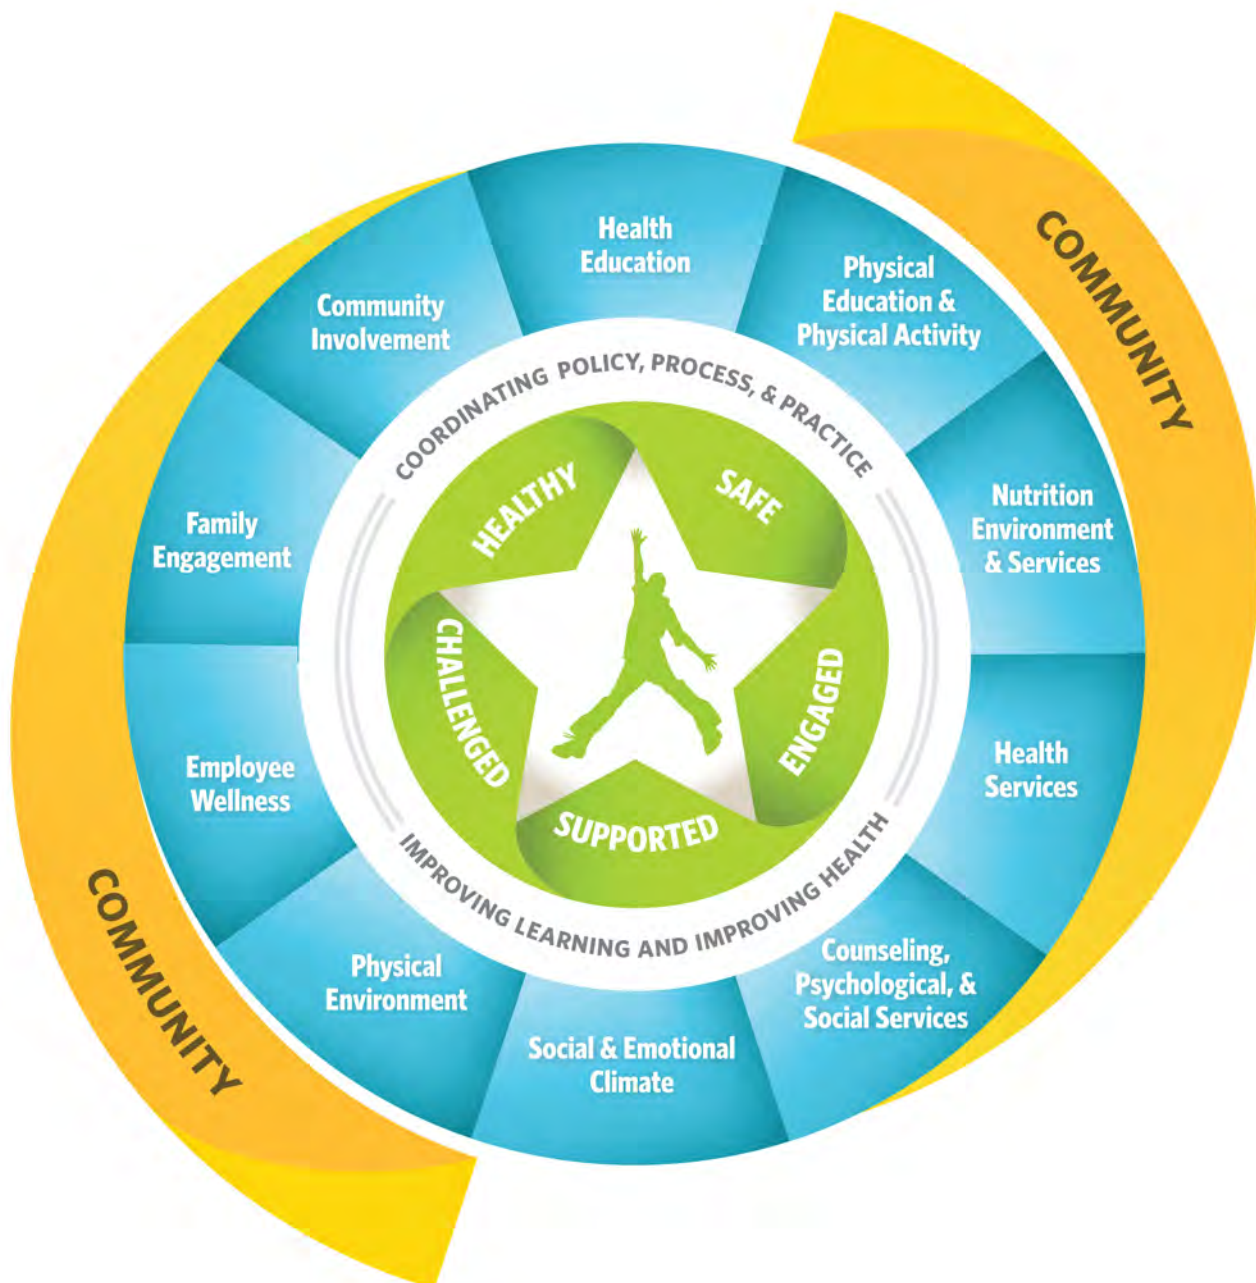 COMMUNITY
Health
Education
Physical
Education &
Physical Activity
Nutrition
Environment
& Services
Health
Services
Counseling,
Psychological, &
Social Services
Social & Emotional
Climate
Physical
Environment
Employee
Wellness
Family
Engagement
Community
Involvement
COORDINATING POLICY, PROCESS, & PRACTICE
IMPROVING LEARNING AND IMPROVING HEALTH
HEALTHY
SAFE
ENGAGED
SUPPORTED
CHALLENGED
COMMUNITY